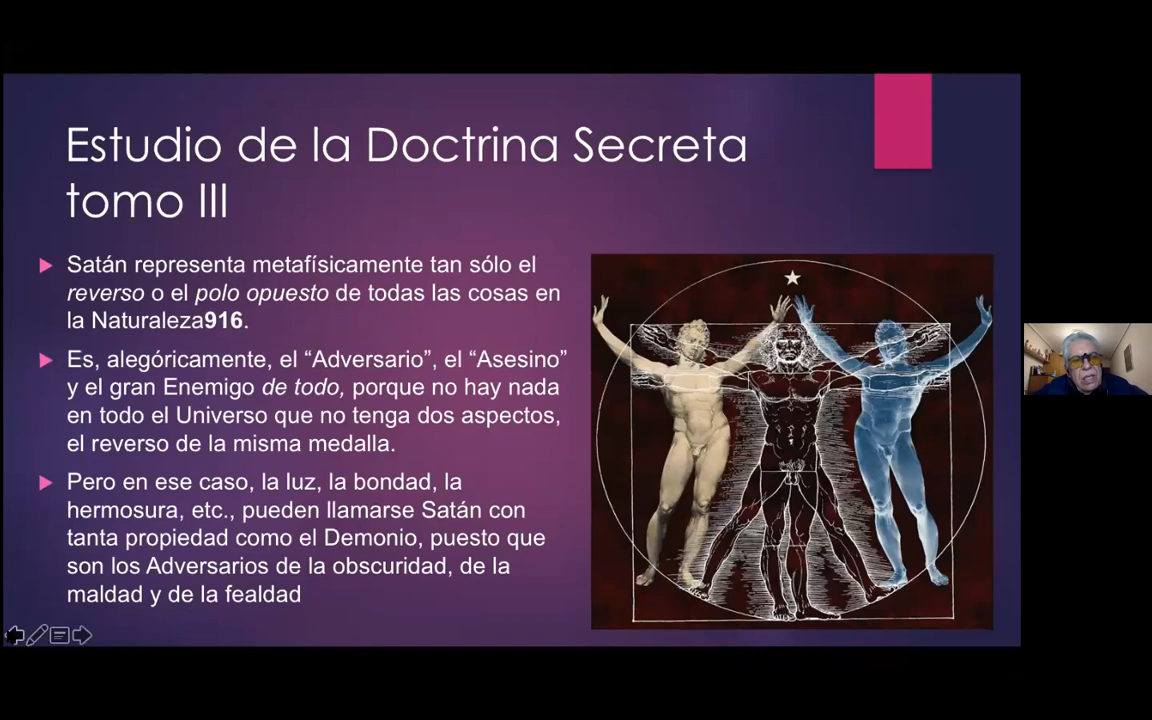 Estudio de la Doctrina Secreta
tomo III
Satán representa metafísicamente tan sólo el
reverso o el polo opuesto de todas las cosas en
la Naturaleza916.
Es, alegóricamente, el “Adversario”, el “Asesino”
y el gran Enemigo de todo, porque no hay nada
en todo el Universo que no tenga dos aspectos,
el reverso de la misma medalla.
Pero en ese caso, la luz, la bondad, la
hermosura, etc., pueden llamarse Satán con
tanta propiedad como el Demonio, puesto que
son los Adversarios de la obscuridad, de la
maldad y de la fealdad